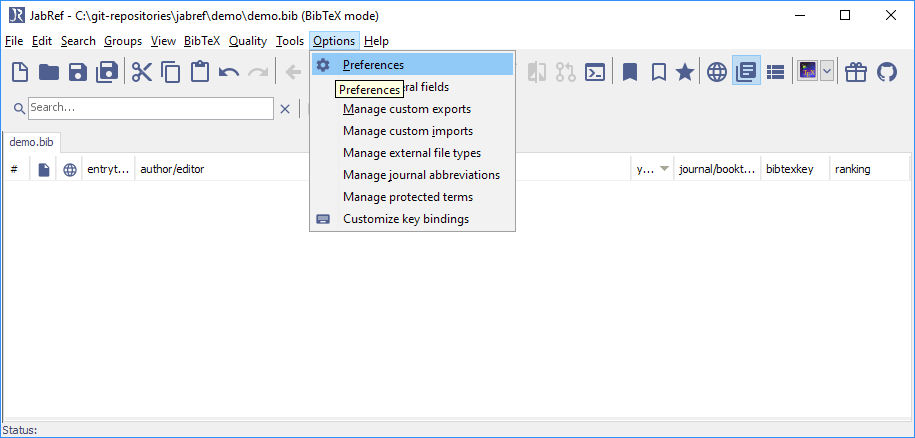 JabRef - C:\git-repositories\jabref\demo\demo.bib (BibTeX mode)
File Edit Search Groups View BibTeX Quality Tools Options Help
Preferences
Preferences ral fields
Search...
Manage custom exports
Manage custom imports
demo.bib
Manage external file types
# entryt... author/editor y... journal/bookt... bibtexkey ranking
Manage journal abbreviations
Manage protected terms
Customize key bindings
Status: